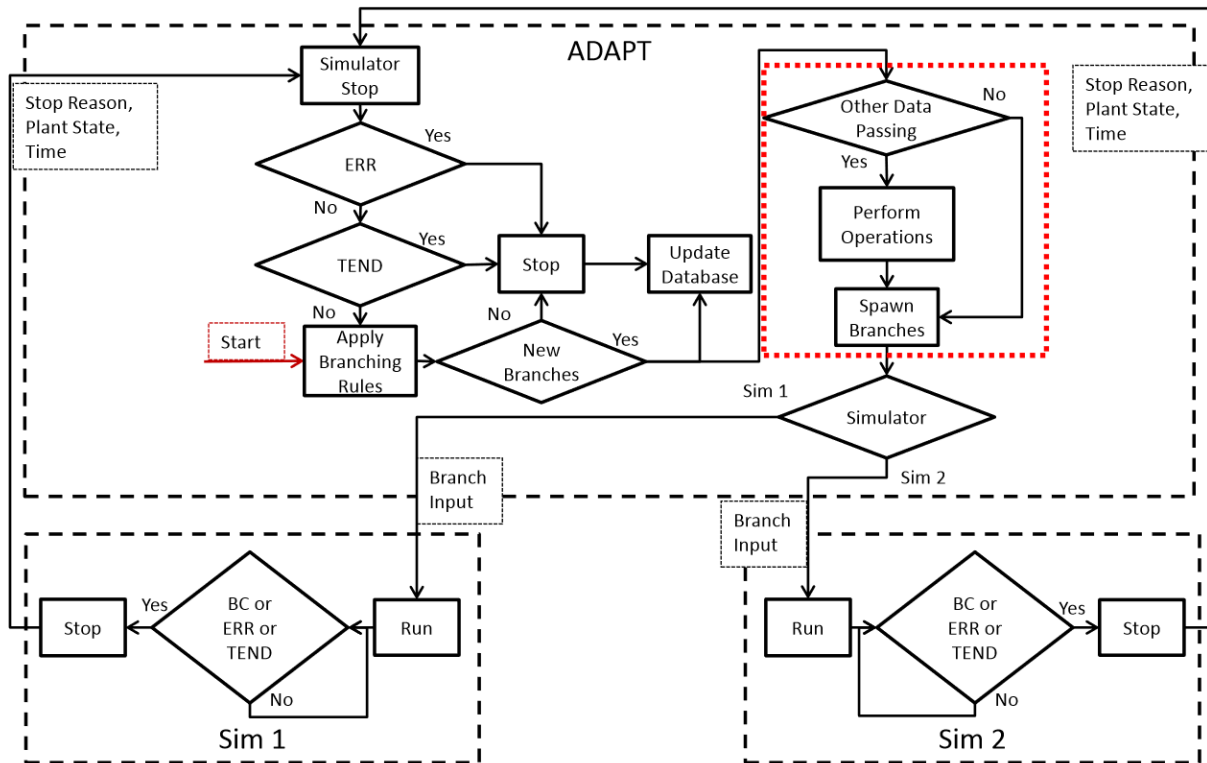 ADAPT
Simulator
Stop
Stop Reason,
Plant State,
Time
ERR
Yes
No
TEND
Yes
No
Stop
Update
Database
Start
Apply
Branching
Rules
New
Branches
No
Yes
Other Data
Passing
No
Yes
Perform
Operations
Spawn
Branches
Stop Reason,
Plant State,
Time
Simulator
Sim 1
Sim 2
Branch
Input
Branch
Input
Stop
Yes
BC or
ERR or
TEND
No
Run
Sim 1
Run
BC or
ERR or
TEND
Yes
No
Stop
Sim 2